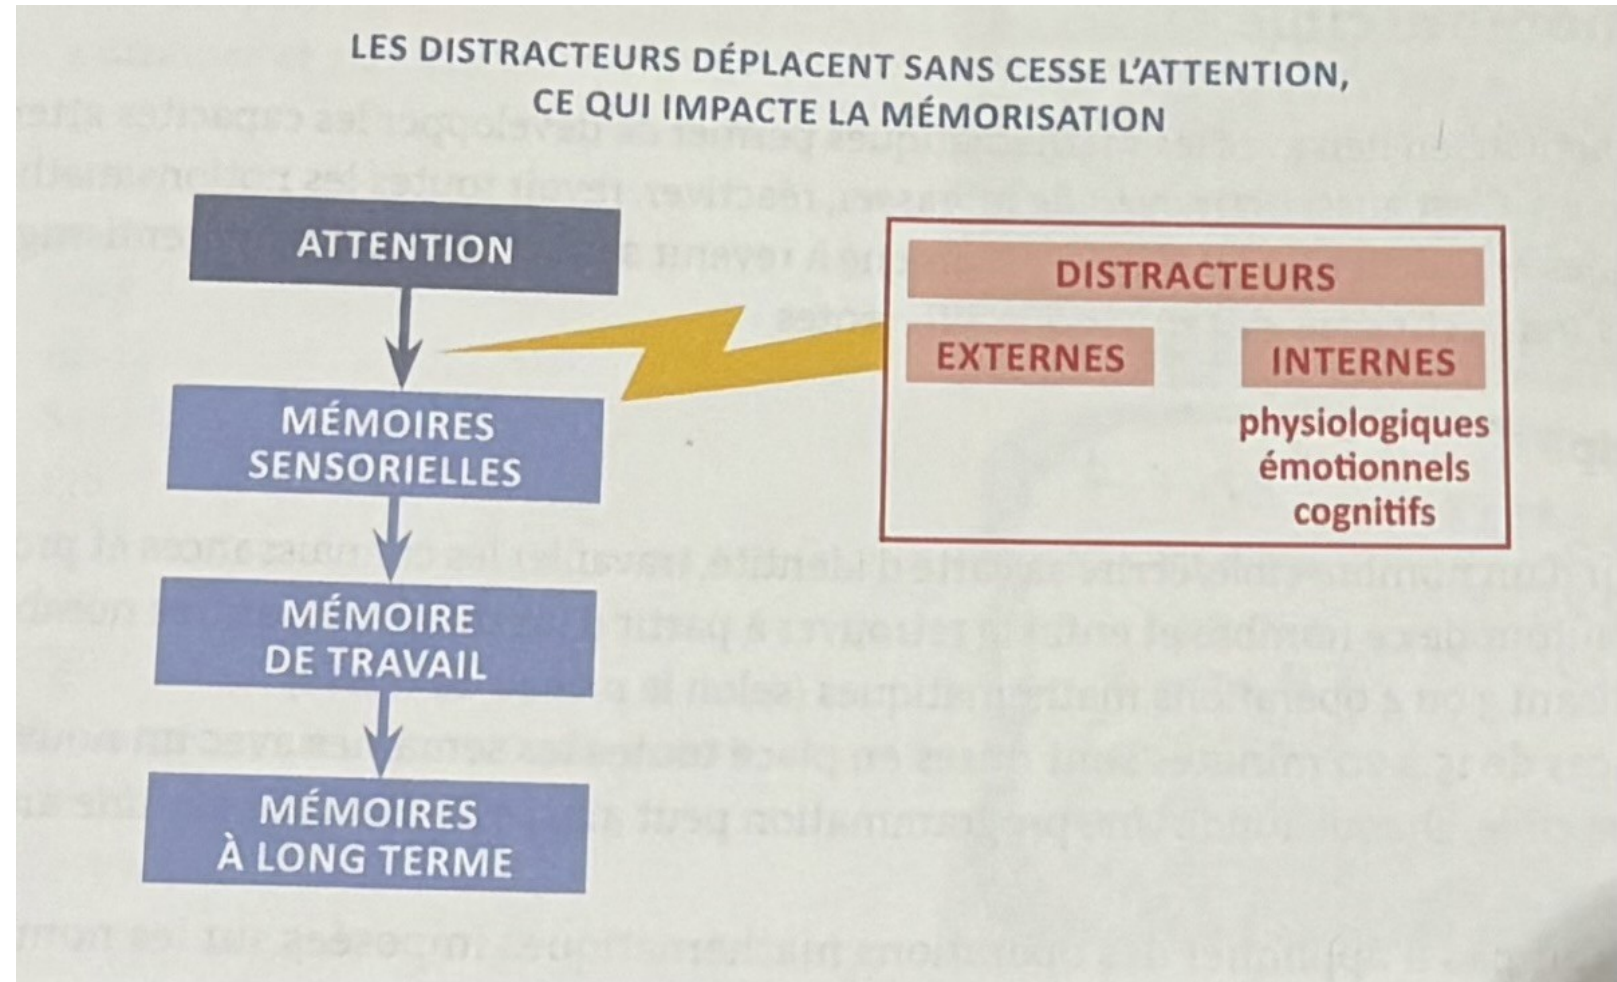 LES DISTRACTEURS DÉPLACENT SANS CESSE L'ATTENTION,
CE QUI IMPACTE LA MÉMORISATION
ATTENTION
MÉMOIRES
SENSORIELLES
MÉMOIRE
DE TRAVAIL
MÉMOIRES
À LONG TERME
DISTRACTEURS
EXTERNES
INTERNES
physiologiques
émotionnels
cognitifs